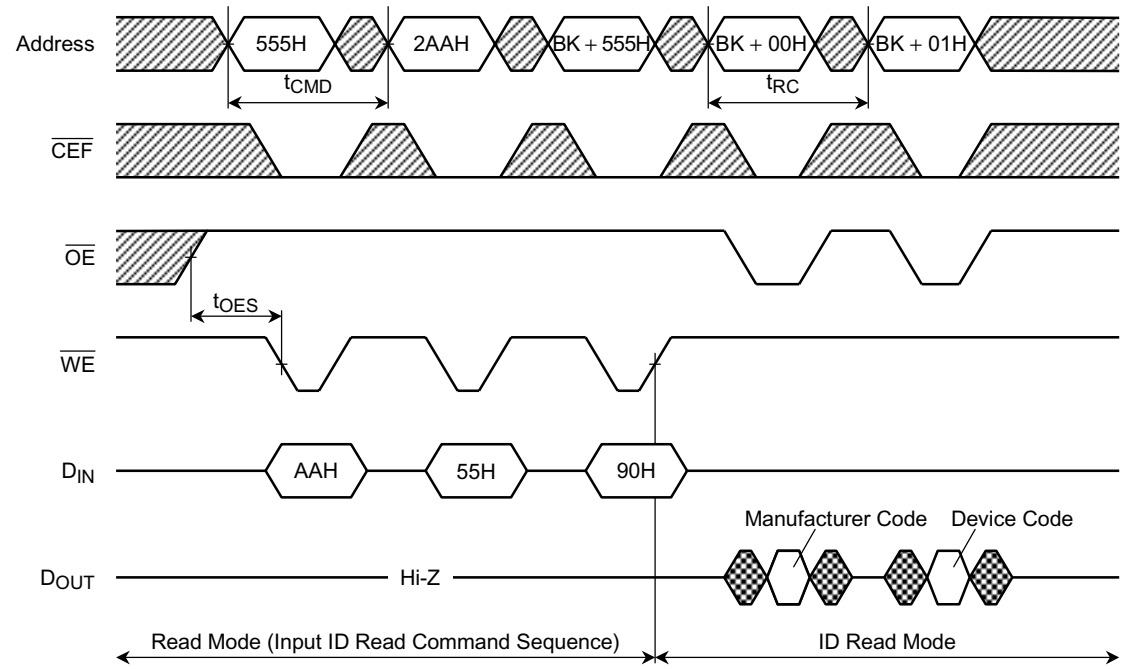 Address 555H 2AAH BK + 555H BK + 00H BK + 01H
tCMD tRC
CEF
OE
tOES
WE
DIN AAH 55H 90H
Manufacturer Code Device Code
DOUT Hi-Z
Read Mode (Input ID Read Command Sequence) ID Read Mode